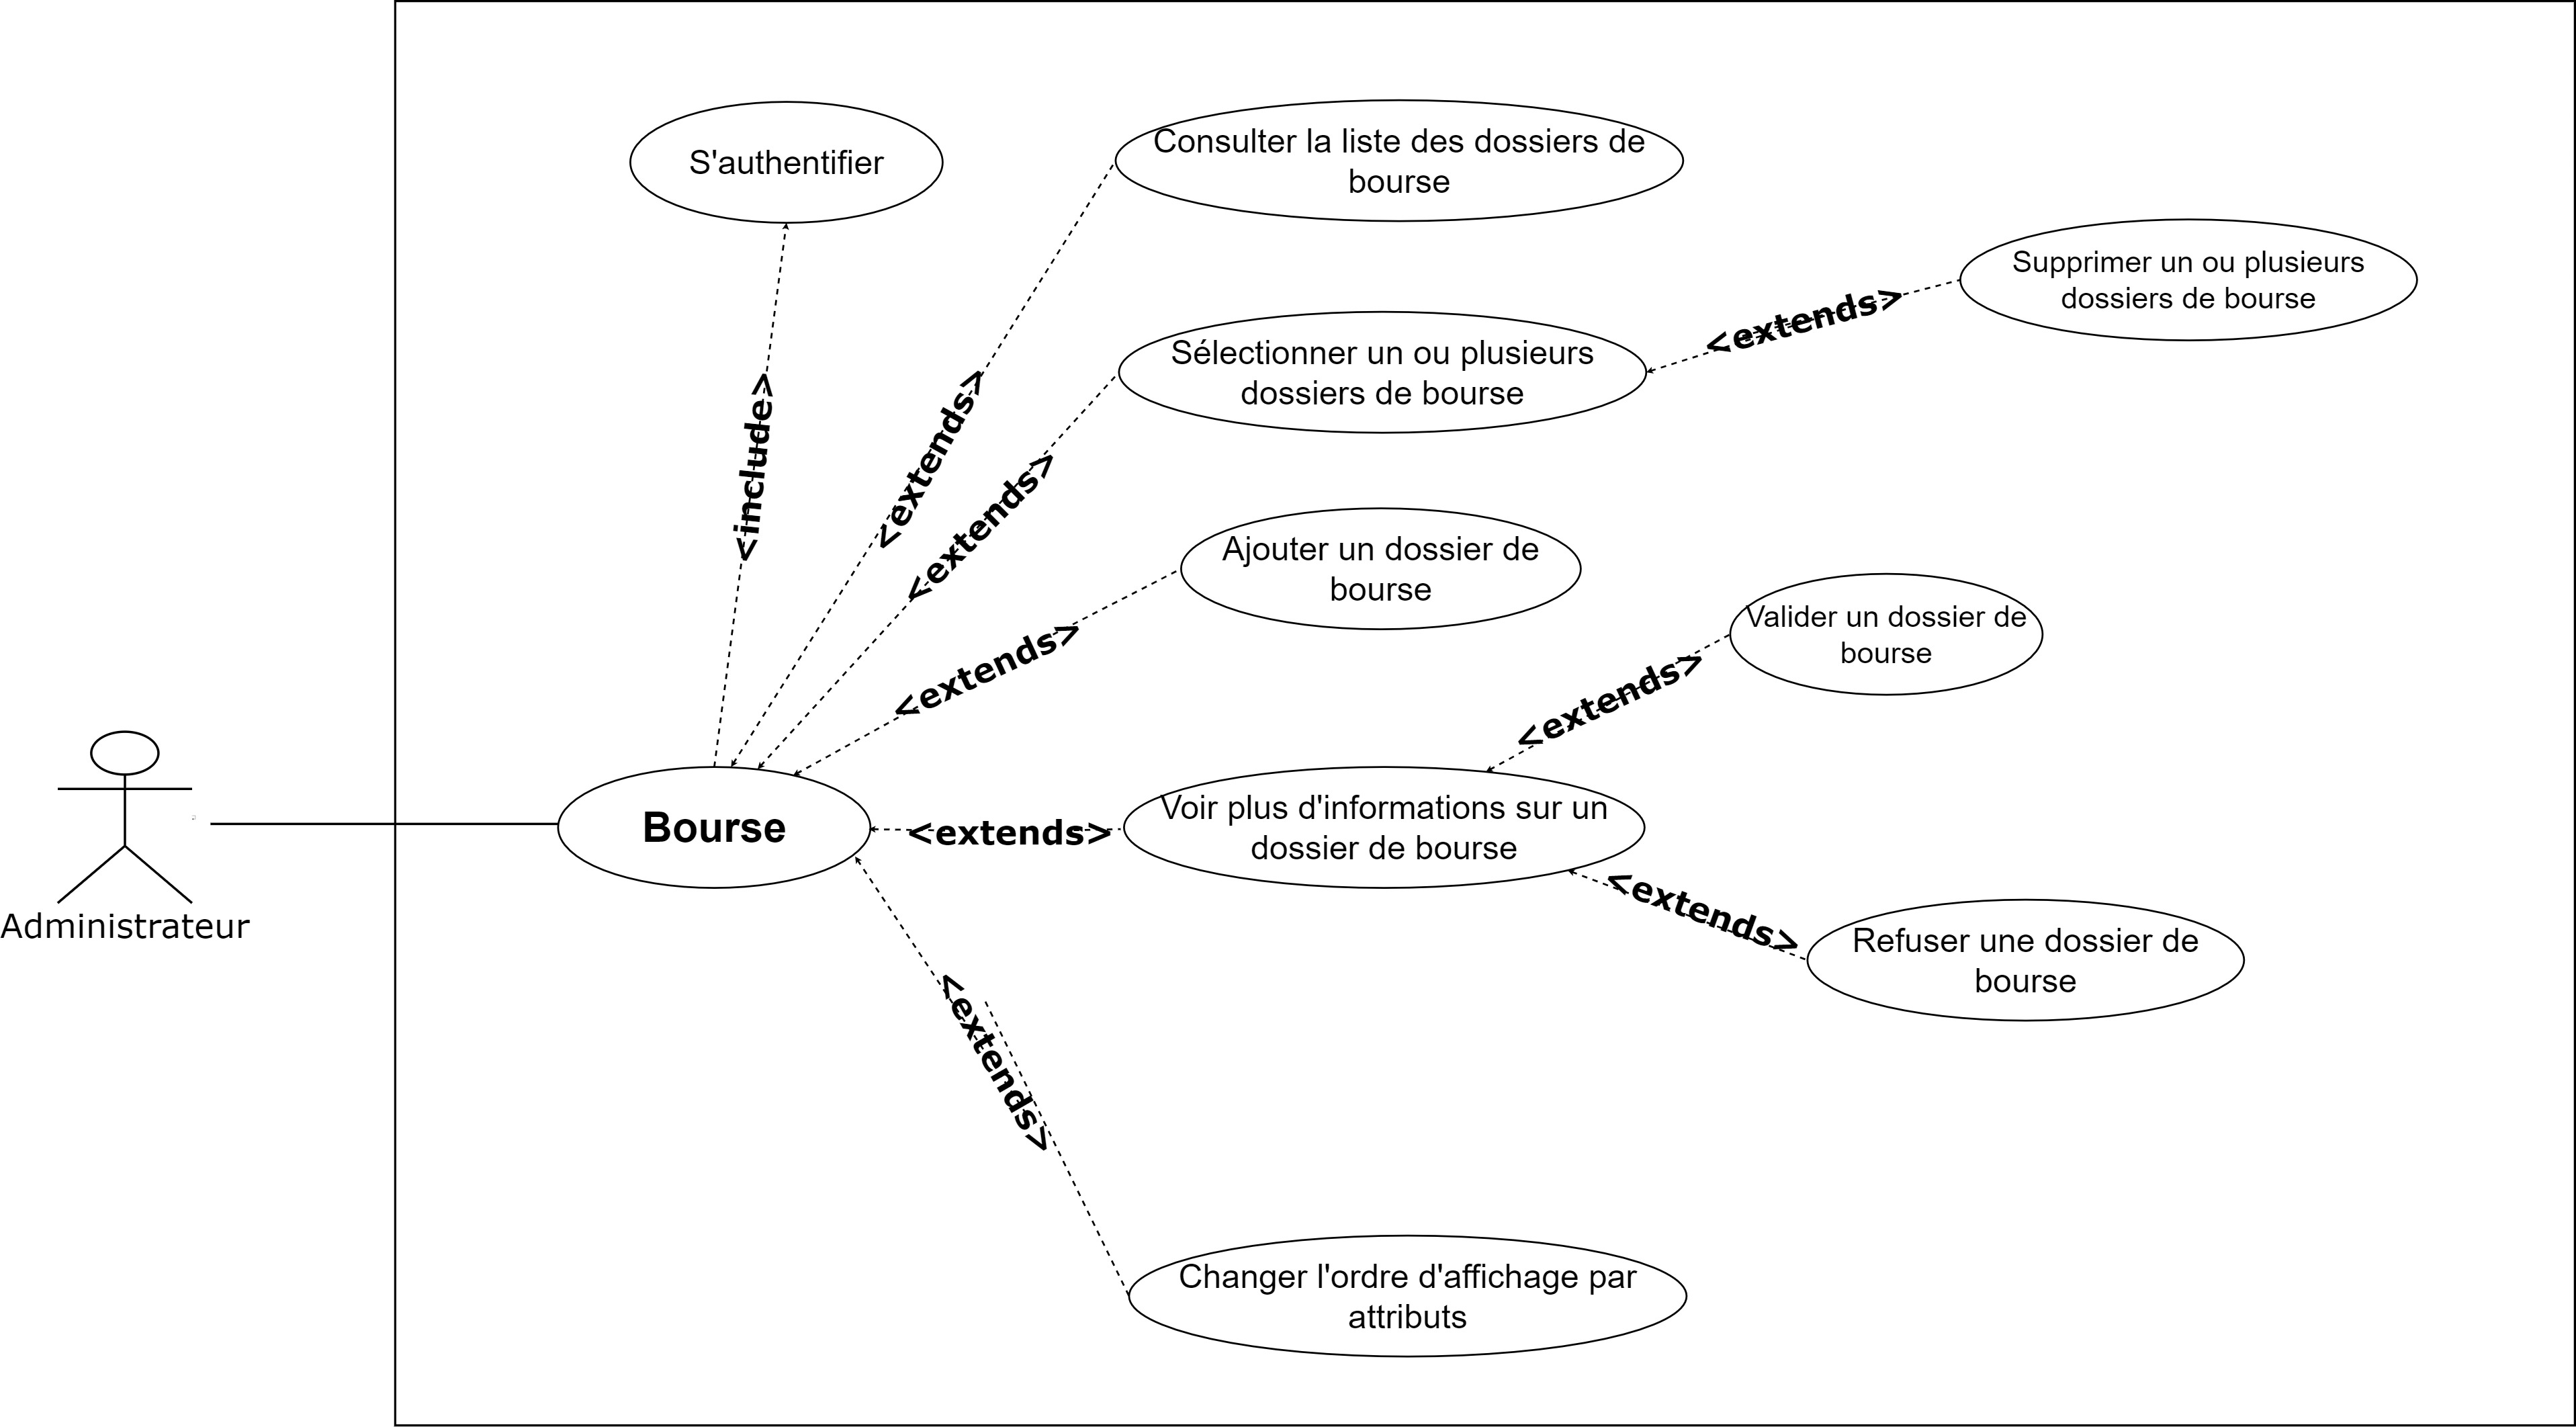 S'authentifier
Consulter la liste des dossiers de
bourse
Supprimer un ou plusieurs
dossiers de bourse
<extends>
Sélectionner un ou plusieurs
dossiers de bourse
<include>
<extends>
<extends>
Ajouter un dossier de
bourse
<extends>
Valider un dossier de
bourse
<extends>
Bourse
<extends>
Voir plus d'informations sur un
dossier de bourse
<extends>
Administrateur
Refuser une dossier de
bourse
<extends>
Changer l'ordre d'affichage par
attributs